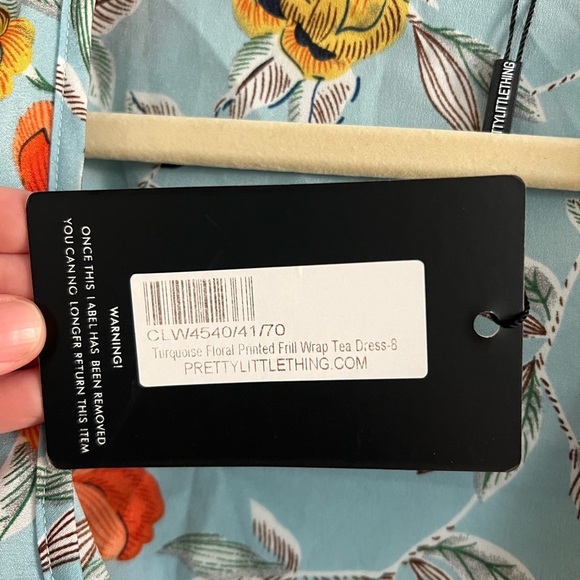 PRETTYLITTLETHING
WARNING!
ONCE THIS LABEL HAS BEEN REMOVED
YOU CAN NO LONGER RETURN THIS ITEM
CLW4540/41/70
Turquoise Floral Printed Frill Wrap Tea Dress-8
PRETTYLITTLETHING.COM